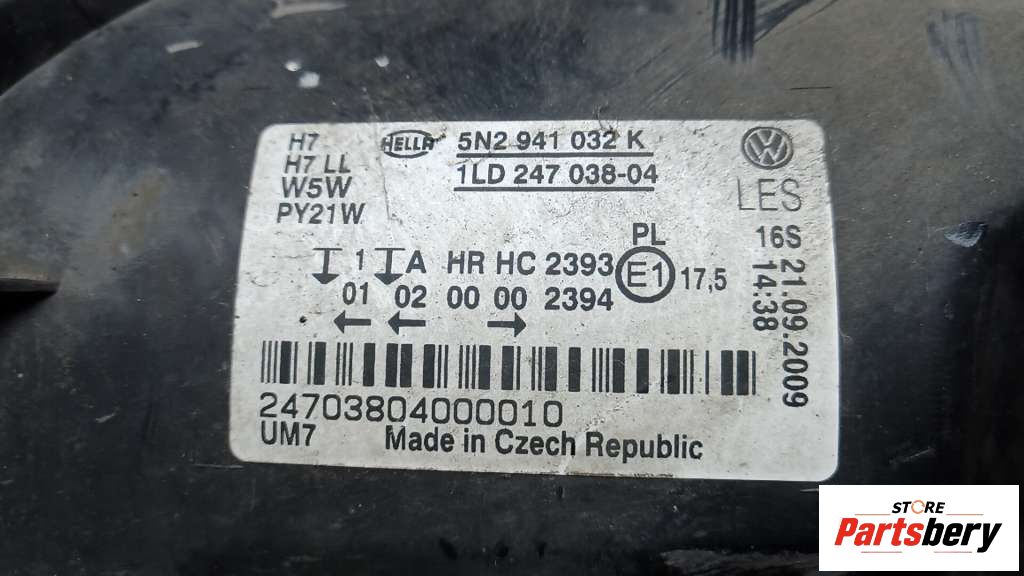 H7
H7 LL
W5W
PY21W
HELLA
5N2 941 032 K
1LD 247 038-04
LES
16S 21.09.2009
14:38
1 A HR HC 2393
01 02 00 00 2394
PL
E1 17,5
24703804000010
UM7 Made in Czech Republic
STORE
Partsbery